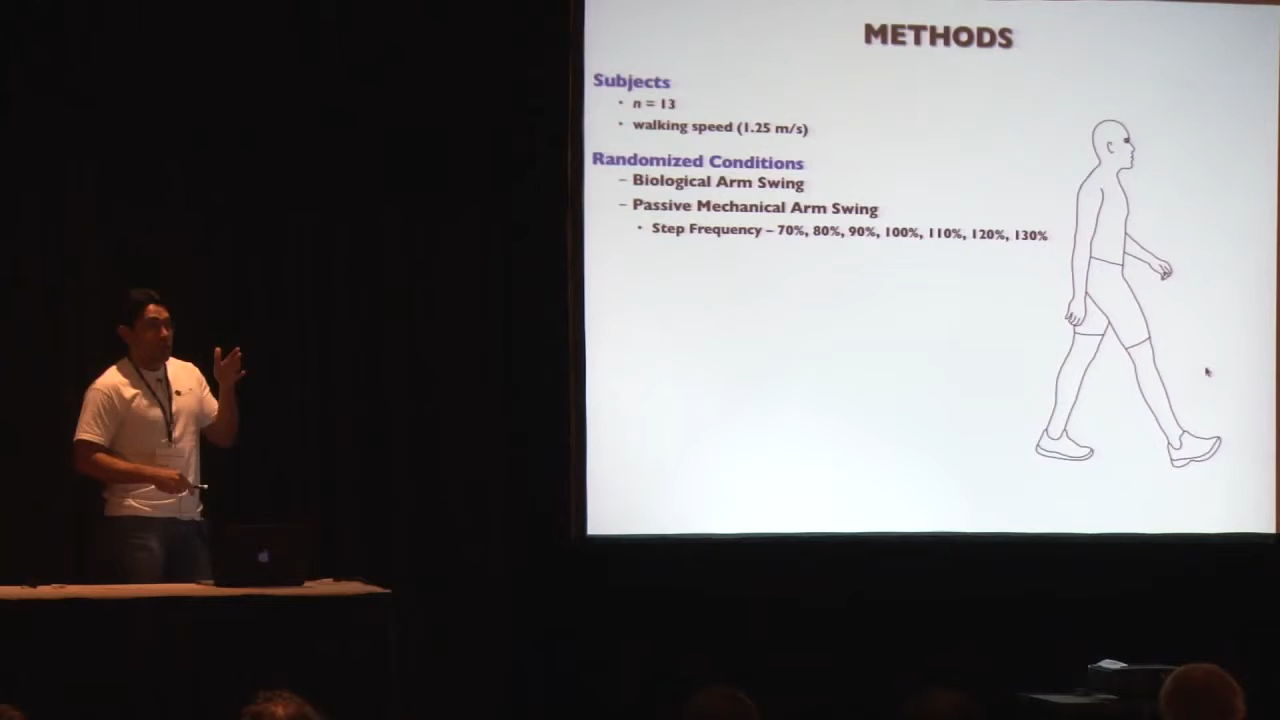 METHODS
Subjects
• n = 13
• walking speed (1.25 m/s)
Randomized Conditions
– Biological Arm Swing
– Passive Mechanical Arm Swing
• Step Frequency – 70%, 80%, 90%, 100%, 110%, 120%, 130%